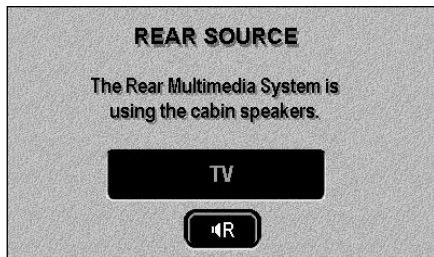 REAR SOURCE
The Rear Multimedia System is
using the cabin speakers.
TV
R